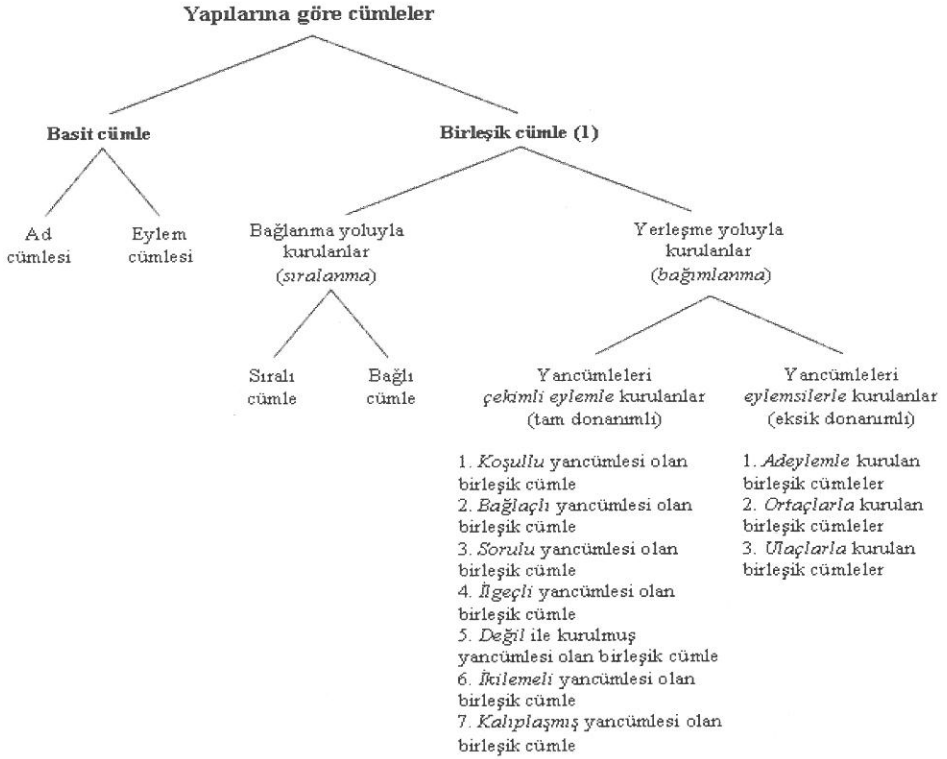 Yapılarına göre cümleler
Basit cümle
Birleşik cümle (1)
Ad
cümlesi
Eylem
cümlesi
Bağlanma yoluyla
kurulanlar
(sıralanma)
Yerleşme yoluyla
kurulanlar
(bağımlanma)
Sıralı
cümle
Bağlı
cümle
Yancümleleri
çekimli eylemle kurulanlar
(tam donanımlı)
Yancümleleri
eylemsilerle kurulanlar
(eksik donanımlı)
1. Koşullu yancümlesi olan
birleşik cümle
2. Bağlaçlı yancümlesi olan
birleşik cümle
3. Sorulu yancümlesi olan
birleşik cümle
4. İlgeçli yancümlesi olan
birleşik cümle
5. Değil ile kurulmuş
yancümlesi olan birleşik cümle
6. İkilemeli yancümlesi olan
birleşik cümle
7. Kalıplaşmış yancümlesi olan
birleşik cümle
1. Adeylemle kurulan
birleşik cümleler
2. Ortaçlarla kurulan
birleşik cümleler
3. Ulaçlarla kurulan
birleşik cümleler